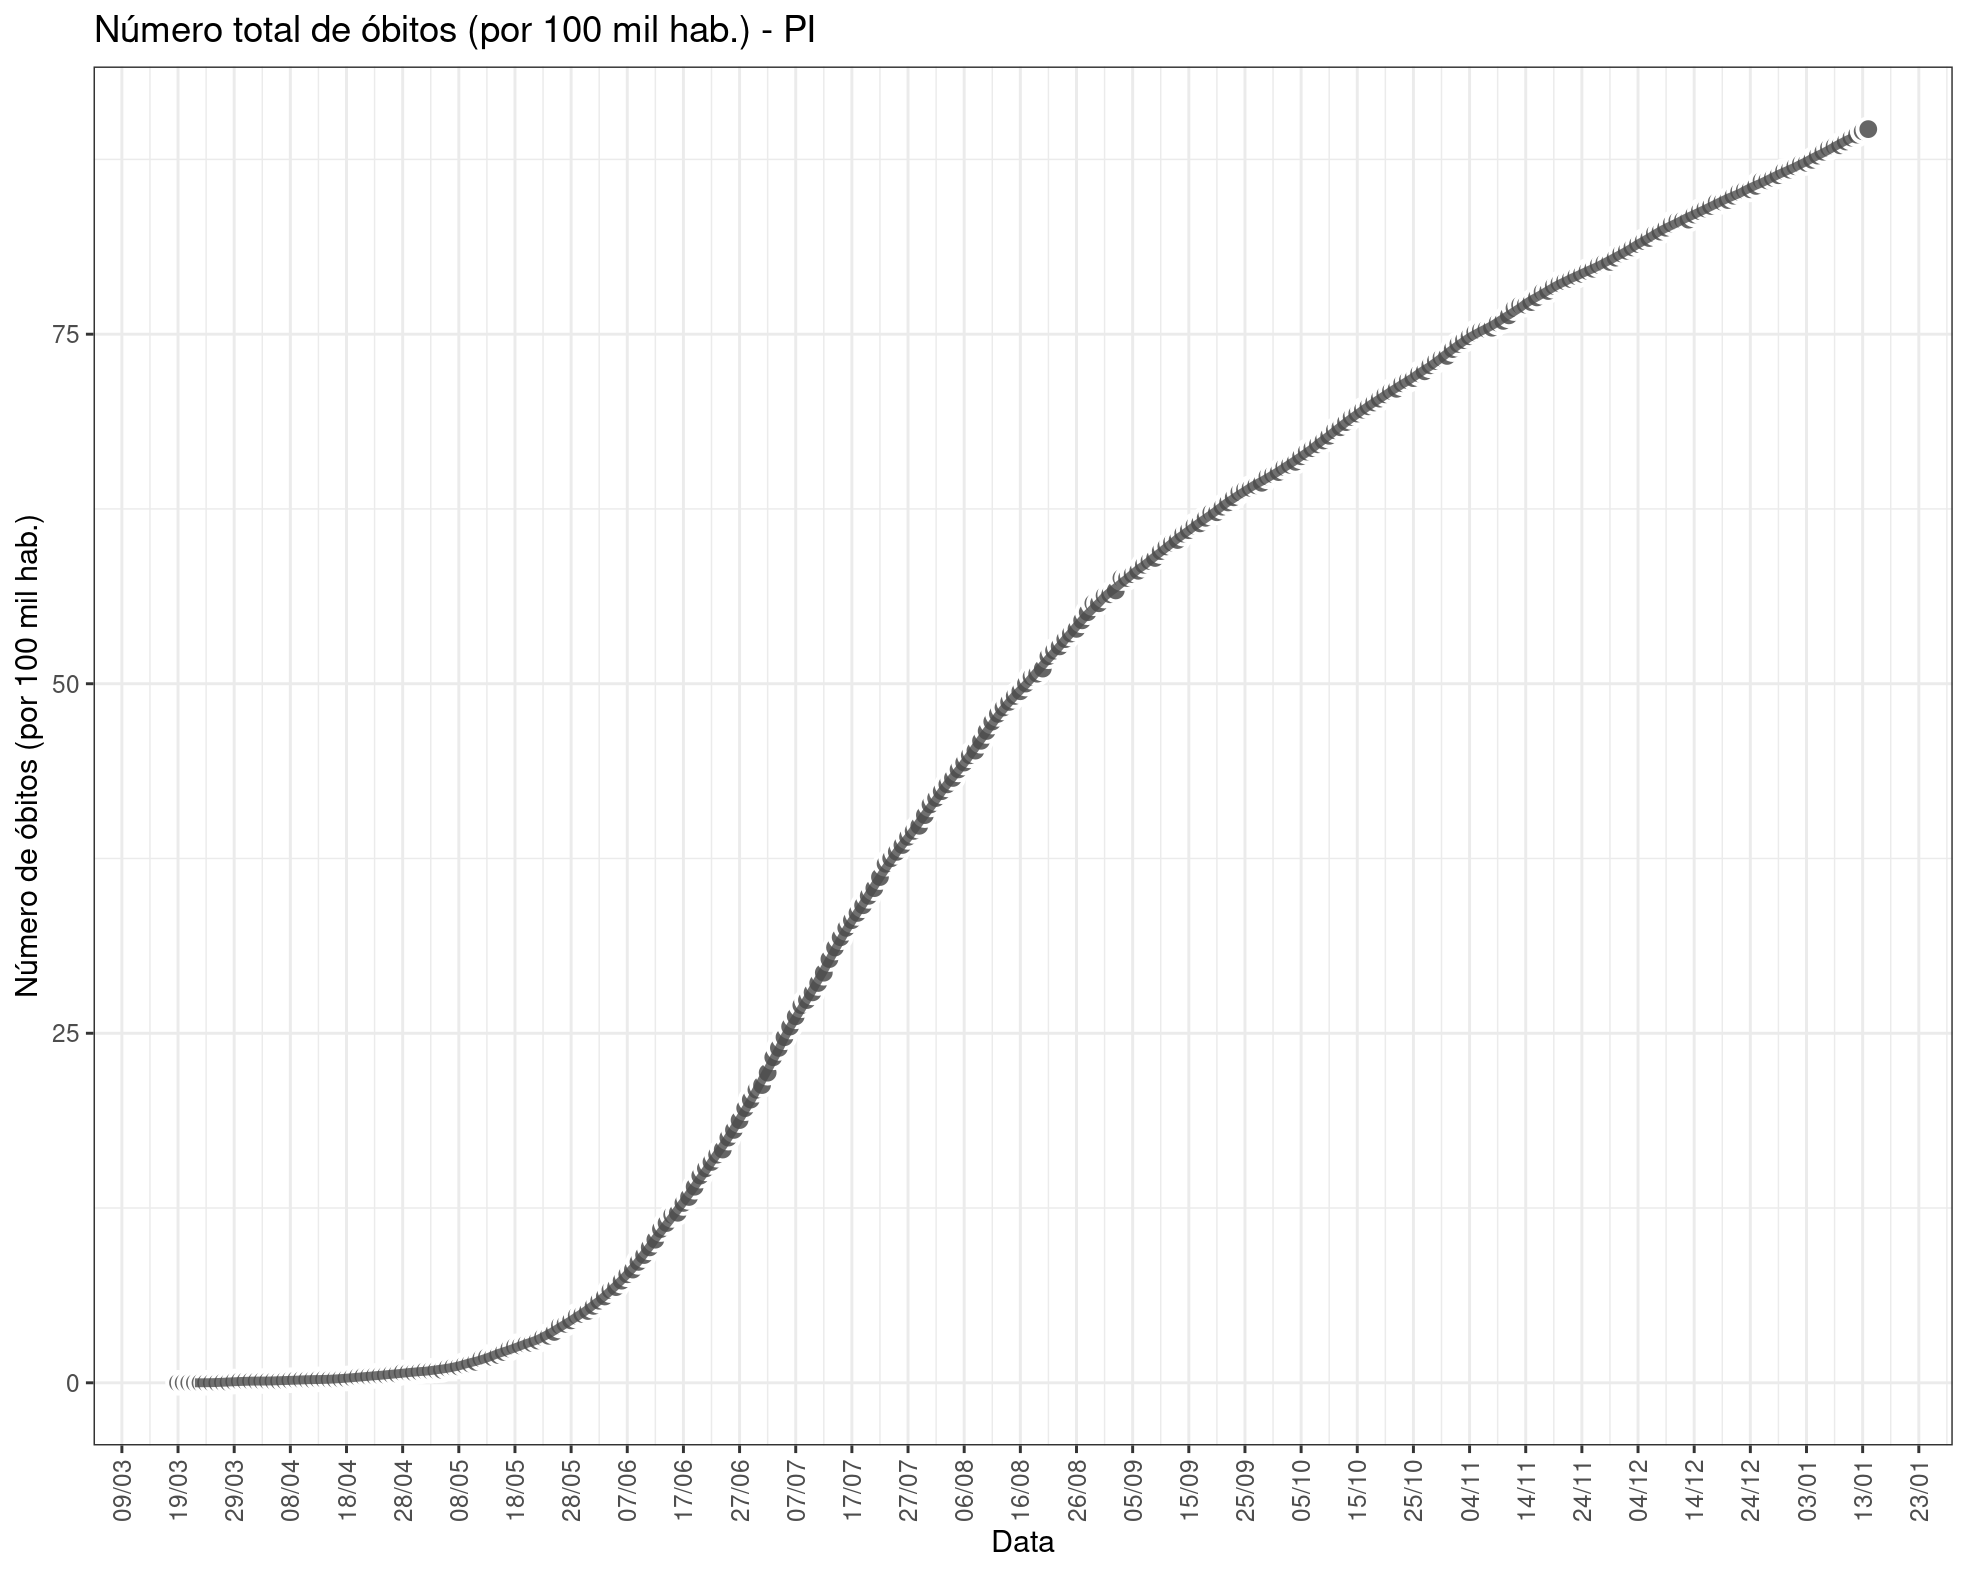 Número total de óbitos (por 100 mil hab.) - PI
Número de óbitos (por 100 mil hab.)
75
50
25
0
09/03 19/03 29/03 08/04 18/04 28/04 08/05 18/05 28/05 07/06 17/06 27/06 07/07 17/07 27/07 06/08 16/08 26/08 05/09 15/09 25/09 05/10 15/10 25/10 04/11 14/11 24/11 04/12 14/12 24/12 03/01 13/01 23/01
Data